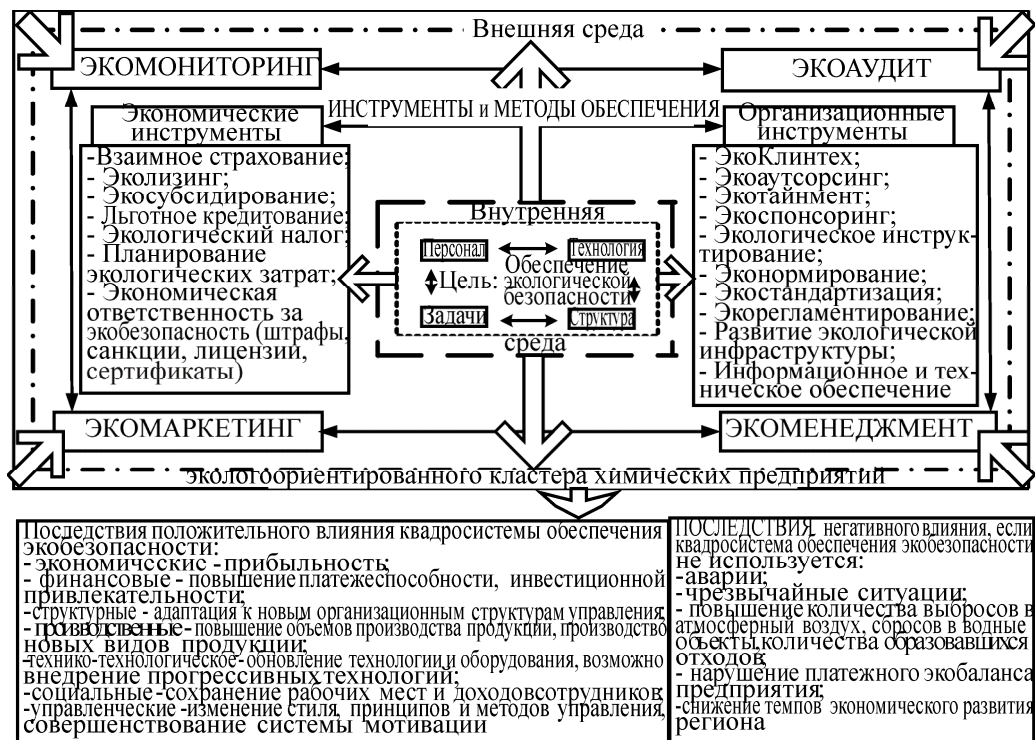 Внешняя среда
ЭКОМОНИТОРИНГ
ЭКОАУДИТ
ИНСТРУМЕНТЫ и МЕТОДЫ ОБЕСПЕЧЕНИЯ
Экономические
инструменты
-Взаимное страхование;
- Эколизинг;
- Экосубсидирование;
- Льготное кредитование;
- Экологический налог;
- Планирование
экологических затрат;
- Экономическая
ответственность за
экобезопасность (штрафы,
санкции, лицензии,
сертификаты)
Внутренняя
Персонал
Технология
Цель: Обеспечение
экологической
безопасности
Задачи
Структура
среда
Организационные
инструменты
- ЭкоКлинтех;
- Экоаутсорсинг;
- Экотайнмент;
- Экоспонсоринг;
- Экологическое инструк-
тирование;
- Эконормирование;
- Экостандартизация;
- Экорегламентирование;
- Развитие экологической
инфраструктуры;
- Информационное и тех-
ническое обеспечение
ЭКОМАРКЕТИНГ
ЭКОМЕНЕДЖМЕНТ
экологоориентированного кластера химических предприятий
Последствия положительного влияния квадросистемы обеспечения
экобезопасности:
- экономические - прибыльность;
- финансовые - повышение платежеспособности, инвестиционной
привлекательности;
-структурные - адаптация к новым организационным структурам управления;
- производственные - повышение объемов производства продукции, производство
новых видов продукции;
-технико-технологическое- обновление технологии и оборудования, возможно
внедрение прогрессивных технологий;
-социальные -сохранение рабочих мест и доходов сотрудников;
-управленческие -изменение стиля, принципов и методов управления,
совершенствование системы мотивации
ПОСЛЕДСТВИЯ негативного влияния, если
квадросистема обеспечения экобезопасности
не используется:
-аварии;
-чрезвычайные ситуации;
- повышение количества выбросов в
атмосферный воздух, сбросов в водные
объекты, количества образовавшихся
отходов;
- нарушение платежного экобаланса
предприятия;
-снижение темпов экономического развития
региона